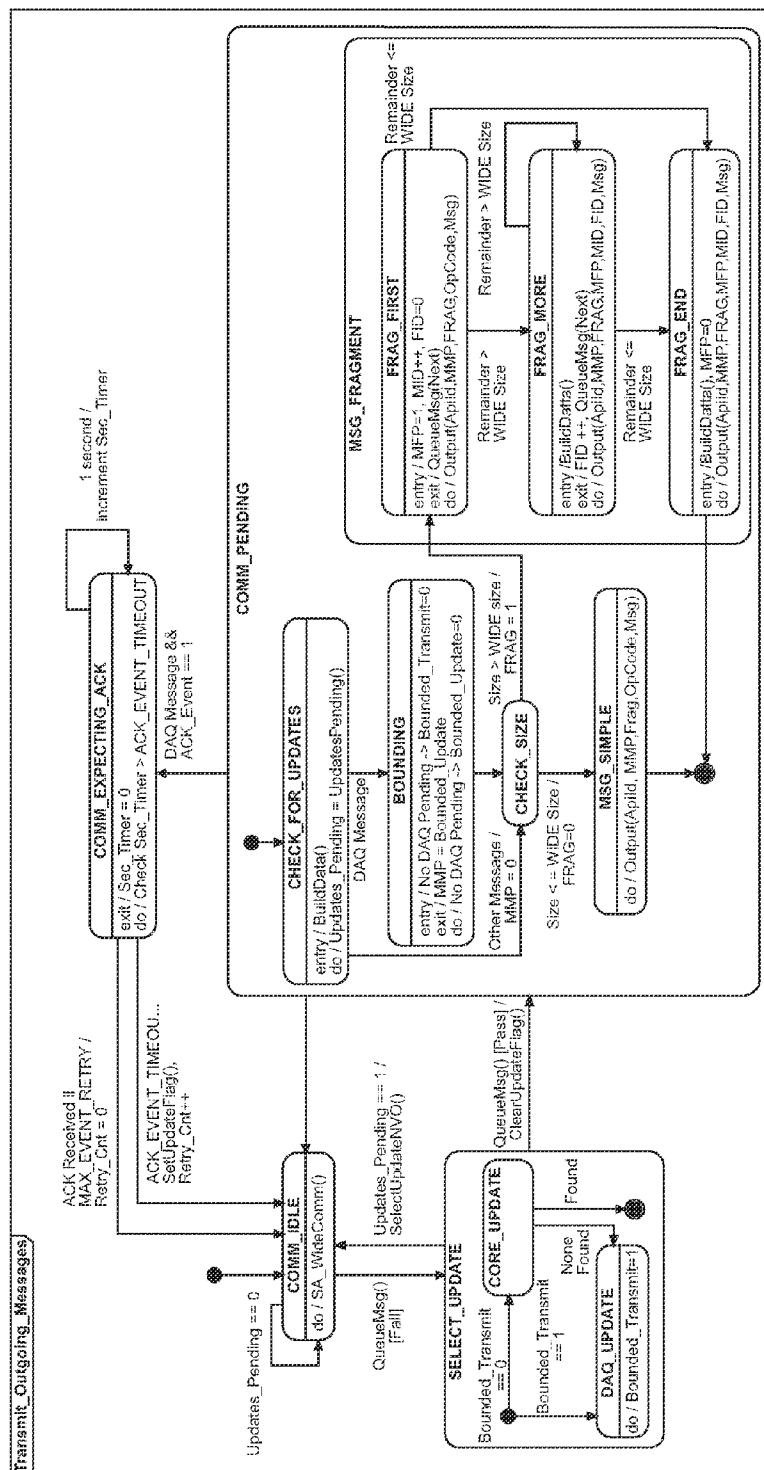 Transmit_Outgoing_Messages
Updates_Pending == 0
COMM_IDLE
do / SA_WideComm()
ACK Received ||
MAX_EVENT_RETRY /
Retry_Cnt = 0
ACK_EVENT_TIMEOU...
SetUpdateFlag(),
Retry_Cnt++
COMM_EXPECTING_ACK
exit / Sec_Timer = 0
do / Check Sec_Timer > ACK_EVENT_TIMEOUT
1 second /
increment Sec_Timer
DAQ Message &&
ACK_Event == 1
QueueMsg()
[Fail]
Updates_Pending == 1 /
SelectUpdateNVO()
SELECT_UPDATE
Bounded_Transmit
== 0
Bounded_Transmit
== 1
CORE_UPDATE
None
Found
Found
DAQ_UPDATE
do / Bounded_Transmit=1
QueueMsg() [Pass] /
ClearUpdateFlag()
COMM_PENDING
CHECK_FOR_UPDATES
entry / BuildData()
do / Updates_Pending = UpdatesPending()
DAQ Message
BOUNDING
entry / No DAQ Pending -> Bounded_Transmit=0
exit / MMP = Bounded_Update
do / No DAQ Pending -> Bounded_Update=0
Other Message /
MMP = 0
CHECK_SIZE
Size > WIDE size /
FRAG = 1
Size <= WIDE Size /
FRAG=0
MSG_SIMPLE
do / Output(ApiId, MMP,Frag,OpCode,Msg)
MSG_FRAGMENT
FRAG_FIRST
entry / MFP=1, MID++, FID=0
exit / QueueMsg(Next)
do / Output(ApiId,MMP,FRAG,OpCode,Msg)
Remainder <=
WIDE Size
Remainder >
WIDE Size
Remainder > WIDE Size
FRAG_MORE
entry /BuildDatta()
exit / FID ++, QueueMsg(Next)
do / Output(ApiId,MMP,FRAG,MFP,MID,FID,Msg)
Remainder <=
WIDE Size
FRAG_END
entry /BuildDatta(), MFP=0
do / Output(ApiId,MMP,FRAG,MFP,MID,FID,Msg)